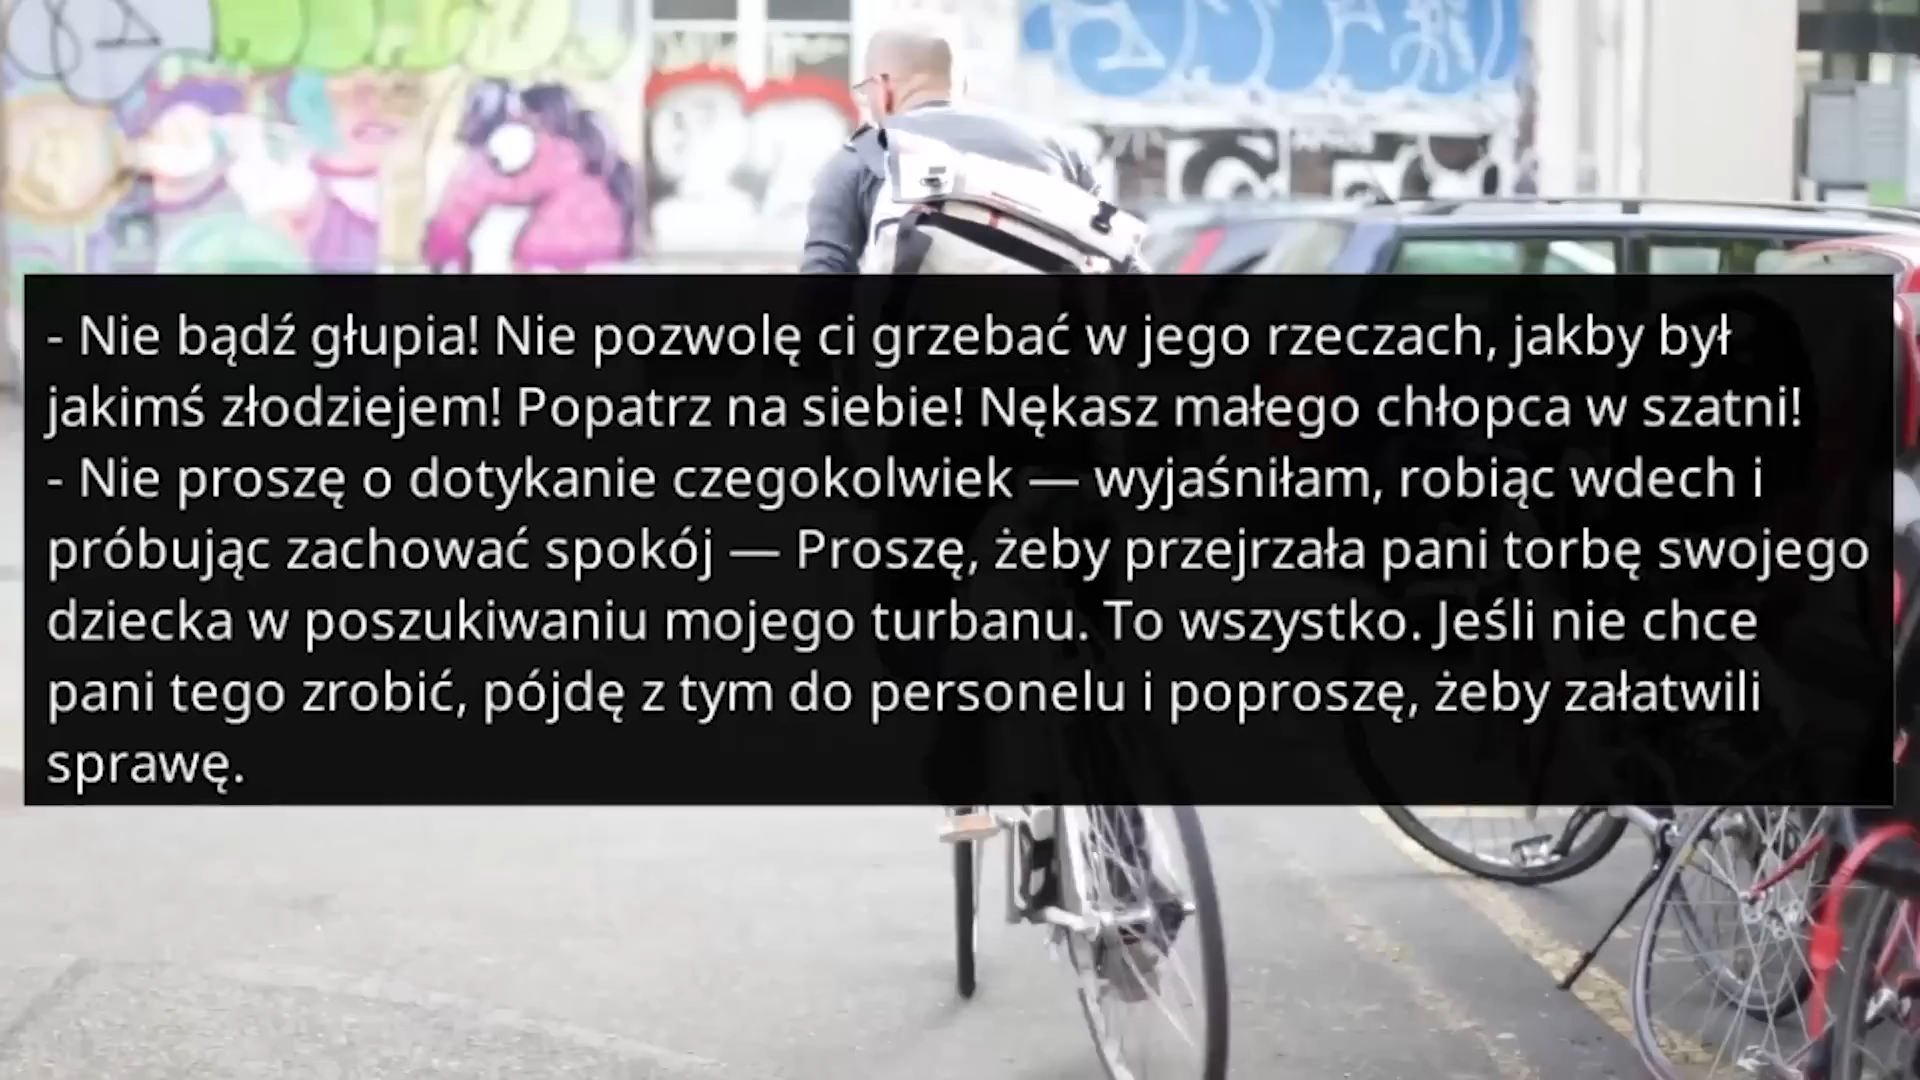 - Nie bądź głupia! Nie pozwolę ci grzebać w jego rzeczach, jakby był
jakimś złodziejem! Popatrz na siebie! Nękasz małego chłopca w szatni!
- Nie proszę o dotykanie czegokolwiek — wyjaśniłam, robiąc wdech i
próbując zachować spokój — Proszę, żeby przejrzała pani torbę swojego
dziecka w poszukiwaniu mojego turbanu. To wszystko. Jeśli nie chce
pani tego zrobić, pójdę z tym do personelu i poproszę, żeby załatwili
sprawę.